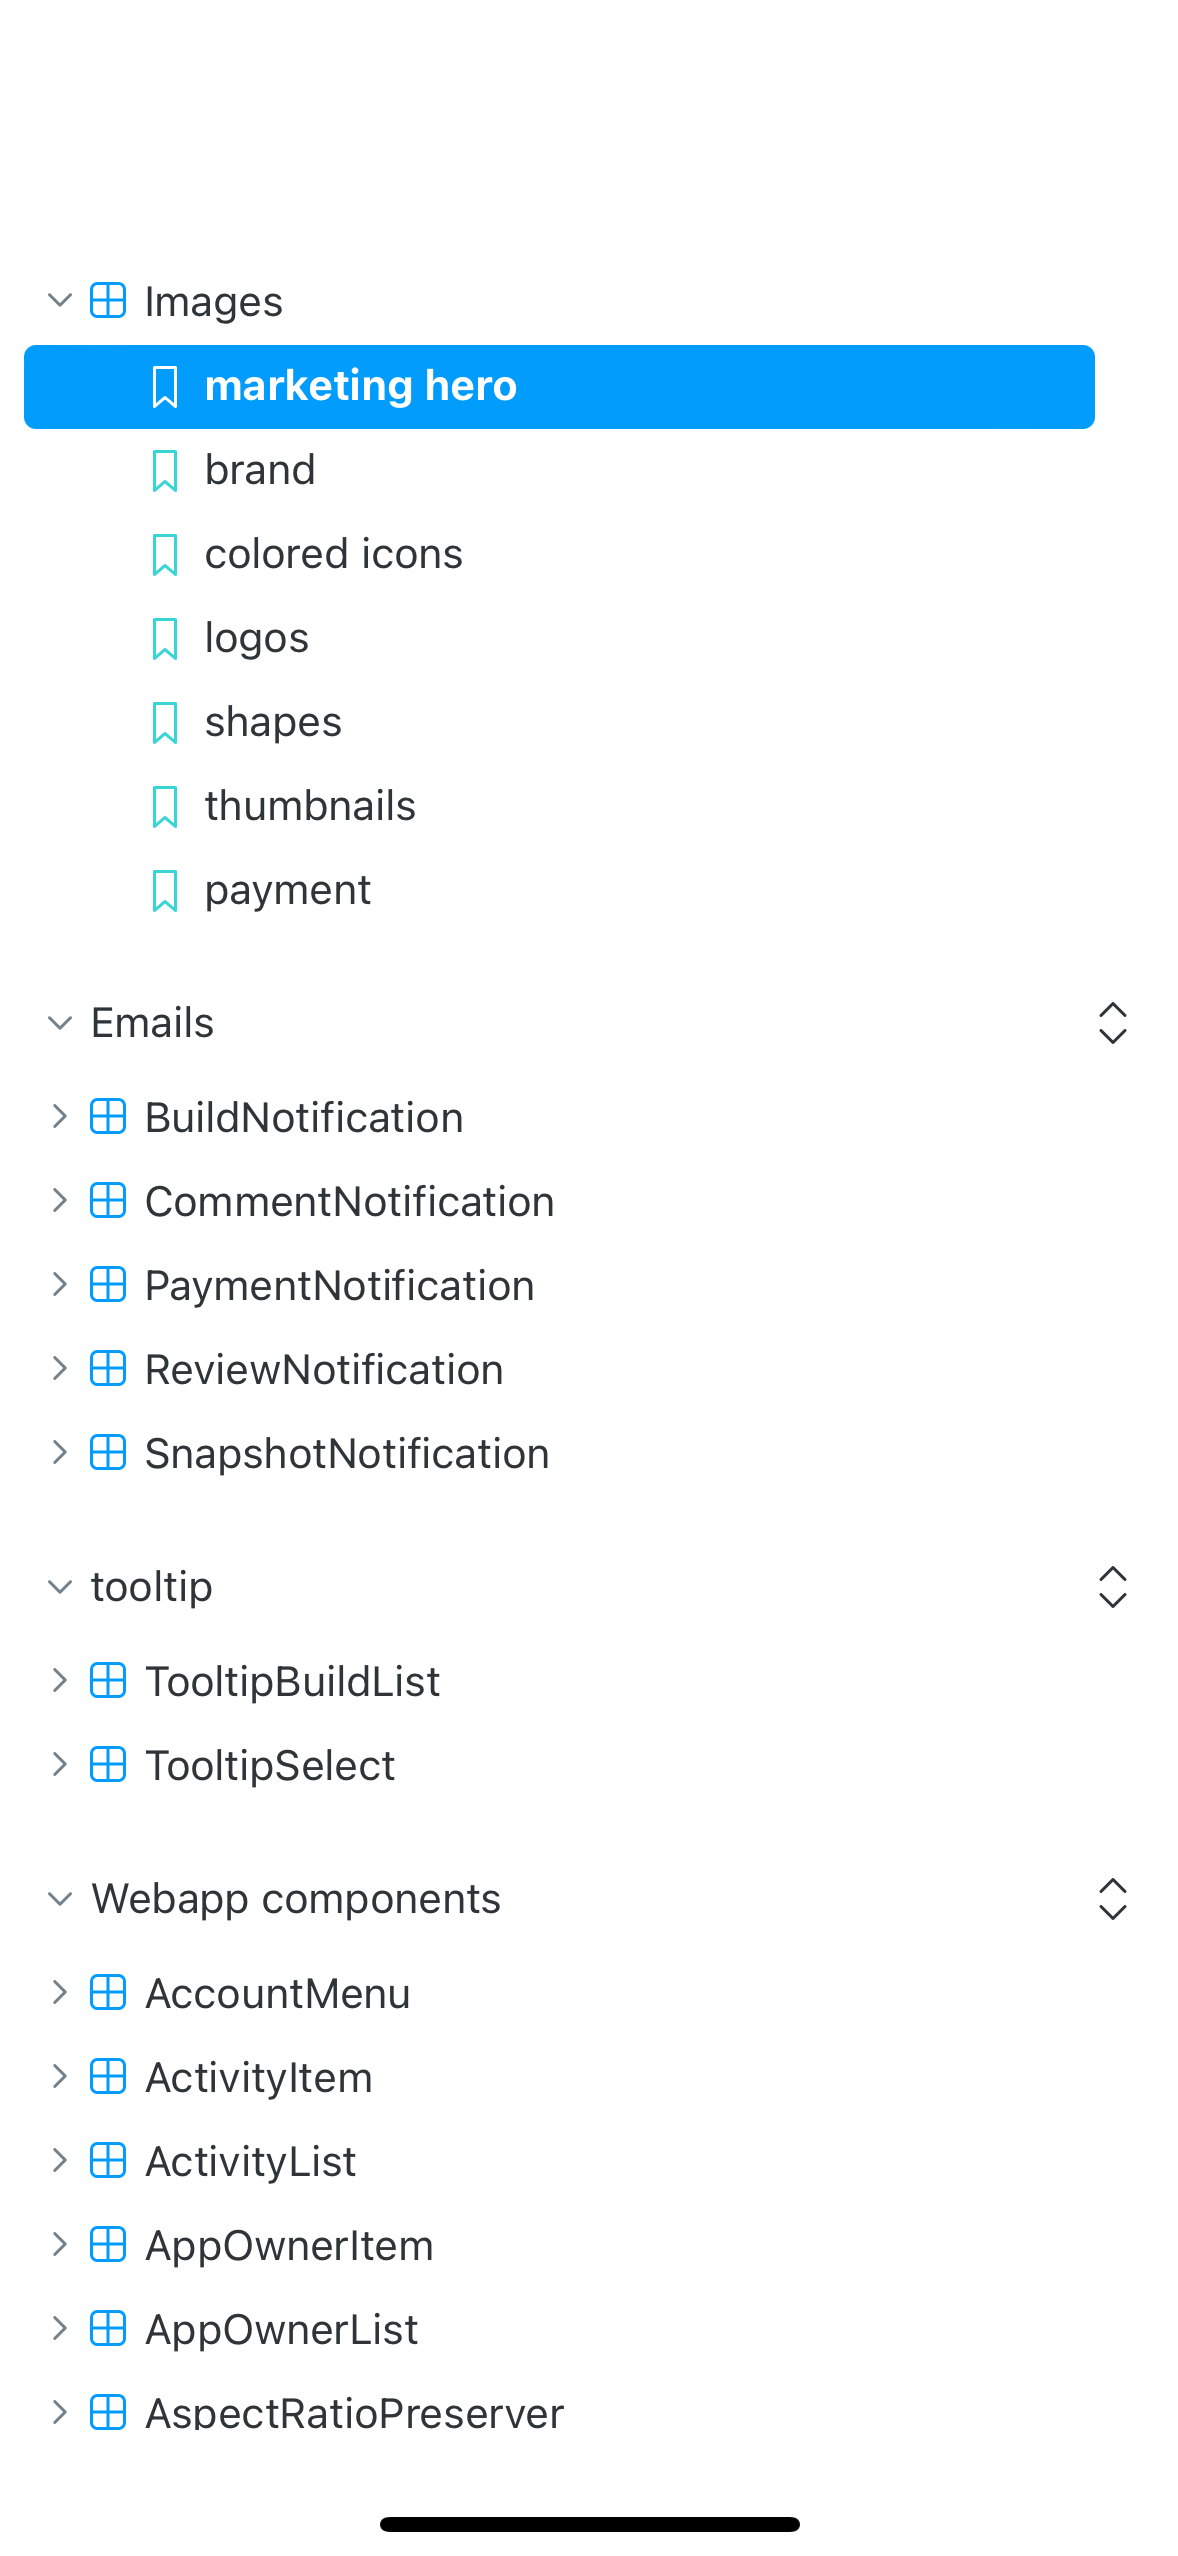 Images
marketing hero
brand
colored icons
logos
shapes
thumbnails
payment
Emails
BuildNotification
CommentNotification
PaymentNotification
ReviewNotification
SnapshotNotification
tooltip
TooltipBuildList
TooltipSelect
Webapp components
AccountMenu
ActivityItem
ActivityList
AppOwnerItem
AppOwnerList
AspectRatioPreserver